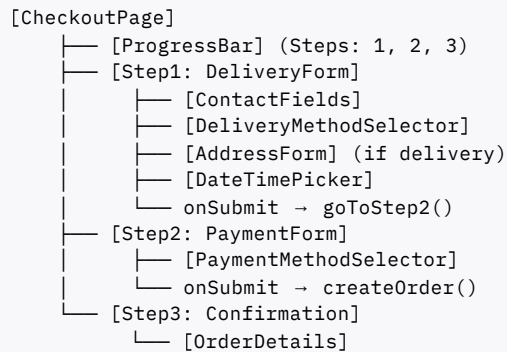 [CheckoutPage]
├── [ProgressBar] (Steps: 1, 2, 3)
├── [Step1: DeliveryForm]
│   ├── [ContactFields]
│   ├── [DeliveryMethodSelector]
│   ├── [AddressForm] (if delivery)
│   ├── [DateTimePicker]
│   └── onSubmit → goToStep2()
├── [Step2: PaymentForm]
│   ├── [PaymentMethodSelector]
│   └── onSubmit → createOrder()
└── [Step3: Confirmation]
    └── [OrderDetails]